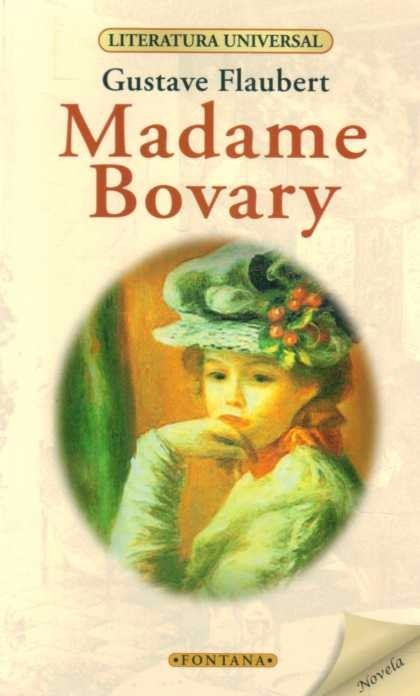 LITERATURA UNIVERSAL
Gustave Flaubert
Madame
Bovary
Novela
•FONTANA•